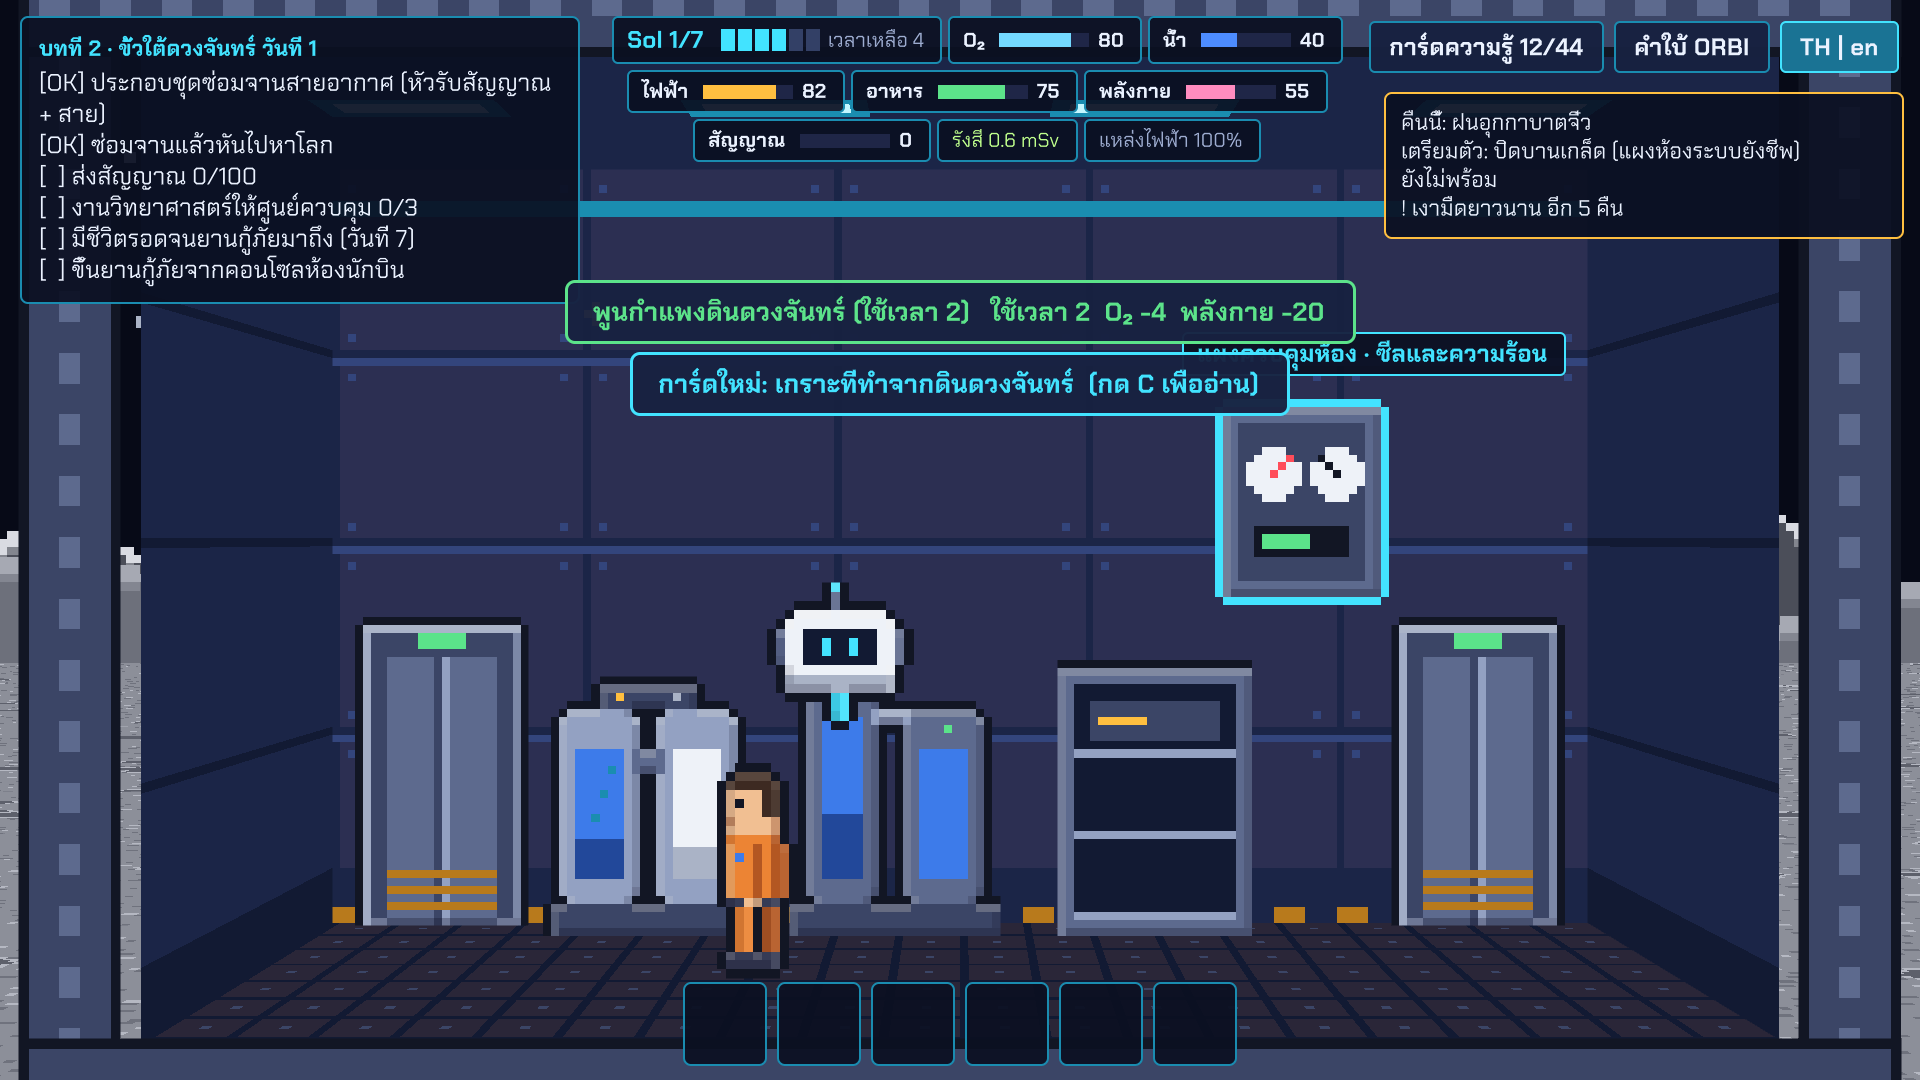 บทที่ 2 · ขั้วใต้ดวงจันทร์ วันที่ 1
[OK] ประกอบชุดซ่อมจานสายอากาศ (หัวรับสัญญาณ
+ สาย)
[OK] ซ่อมจานแล้วหันไปหาโลก
[ ] ส่งสัญญาณ 0/100
[ ] งานวิทยาศาสตร์ให้ศูนย์ควบคุม 0/3
[ ] มีชีวิตรอดจนยานกู้ภัยมาถึง (วันที่ 7)
[ ] ขึ้นยานกู้ภัยจากคอนโซลห้องนักบิน
Sol 1/7 เวลาเหลือ 4
O₂ 80
น้ำ 40
ไฟฟ้า 82
อาหาร 75
พลังกาย 55
สัญญาณ 0
รังสี 0.6 mSv
แหล่งไฟฟ้า 100%
การ์ดความรู้ 12/44
คำใบ้ ORBI
TH | en
คืนนี้: ฝนอุกกาบาตจิ๋ว
เตรียมตัว: ปิดบานเกล็ด (แผงห้องระบบยังชีพ)
ยังไม่พร้อม
! เงามืดยาวนาน อีก 5 คืน
พูนกำแพงดินดวงจันทร์ (ใช้เวลา 2) ใช้เวลา 2 O₂ -4 พลังกาย -20
แผงควบคุมห้อง · ซีลและความร้อน
การ์ดใหม่: เกราะที่ทำจากดินดวงจันทร์ (กด C เพื่ออ่าน)